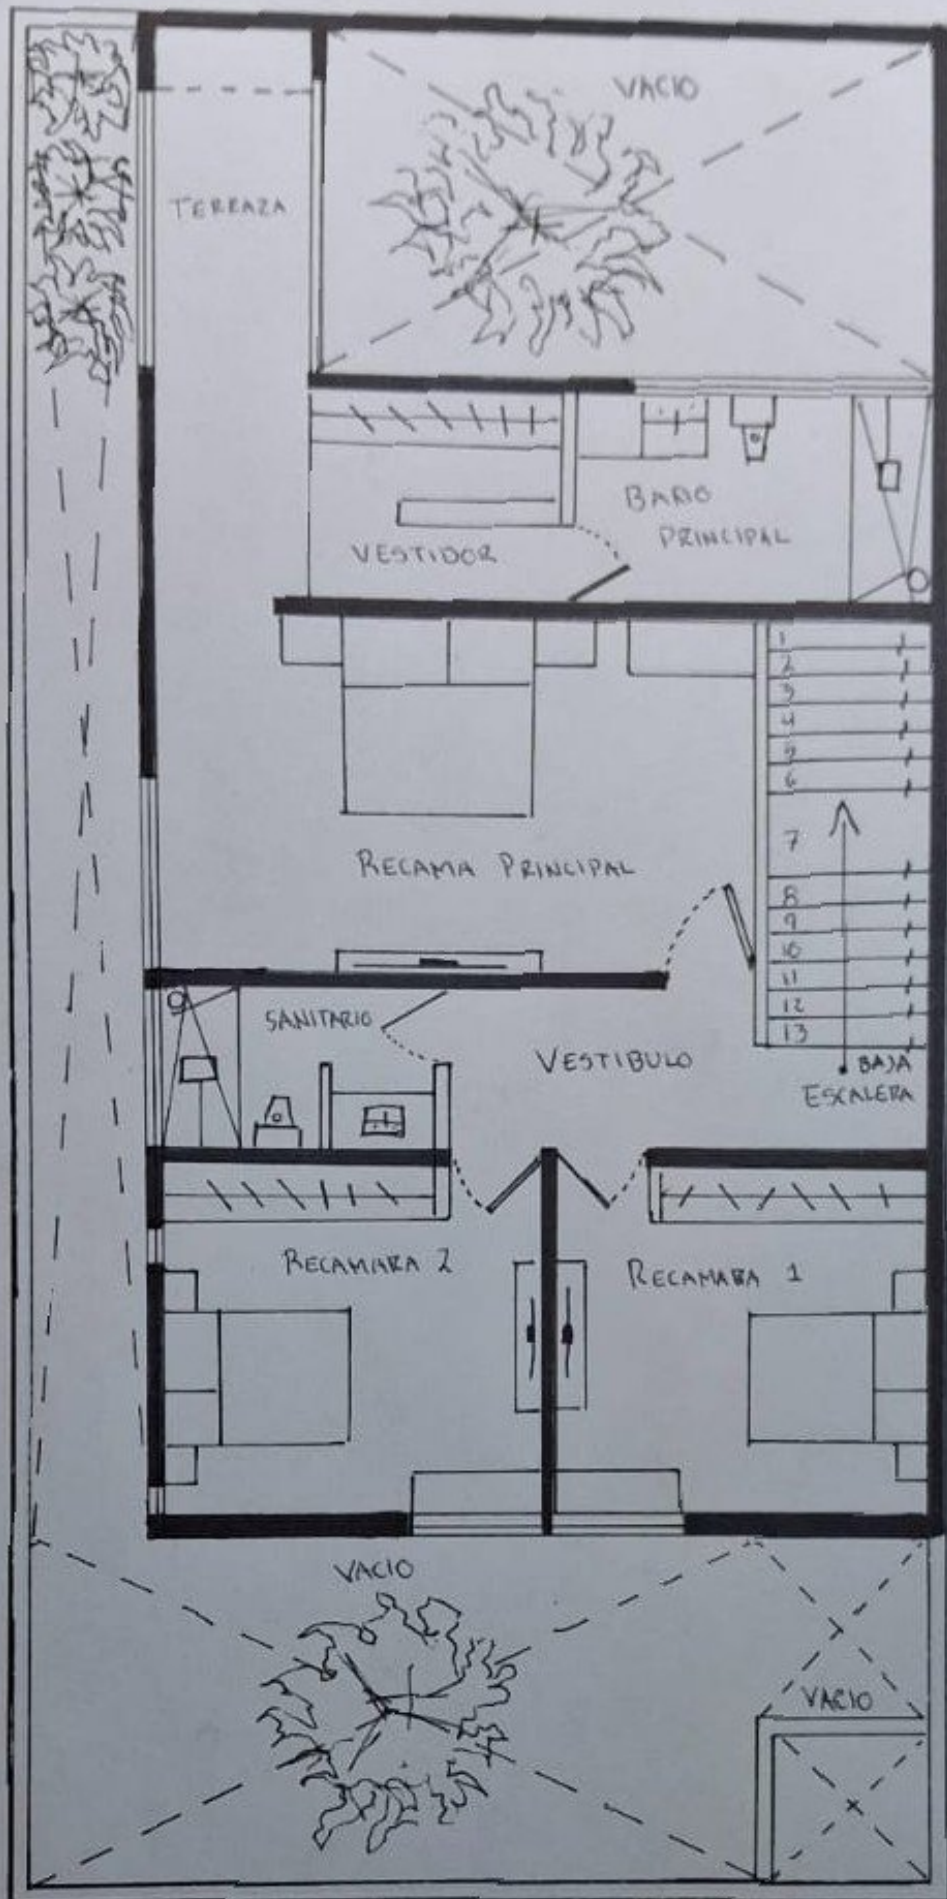 VACIO
TERRAZA
BAÑO
PRINCIPAL
VESTIDOR
1
2
3
4
5
6
7
8
9
10
11
12
13
RECAMA PRINCIPAL
SANITARIO
VESTIBULO
BAJA
ESCALERA
RECAMARA 2
RECAMARA 1
VACIO
VACIO